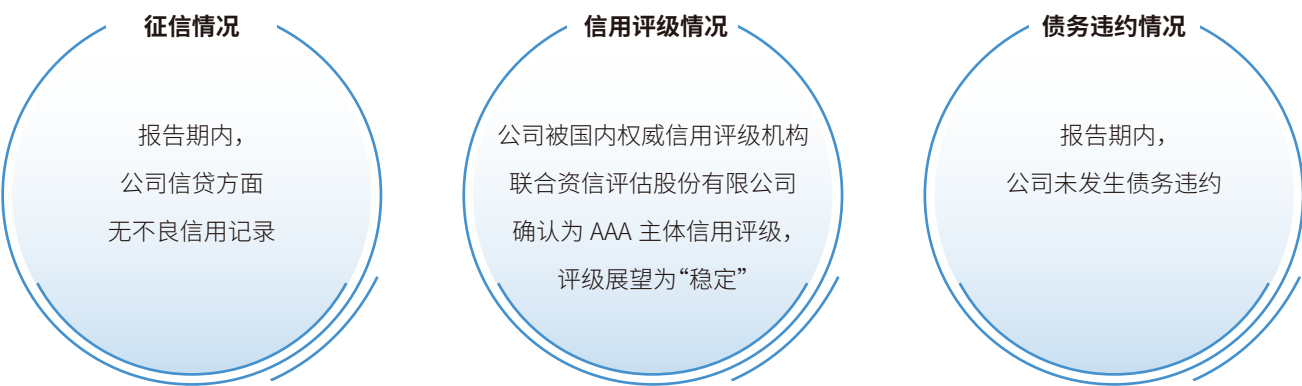 征信情况
报告期内，
公司信贷方面
无不良信用记录
信用评级情况
公司被国内权威信用评级机构
联合资信评估股份有限公司
确认为 AAA 主体信用评级，
评级展望为“稳定”
债务违约情况
报告期内，
公司未发生债务违约